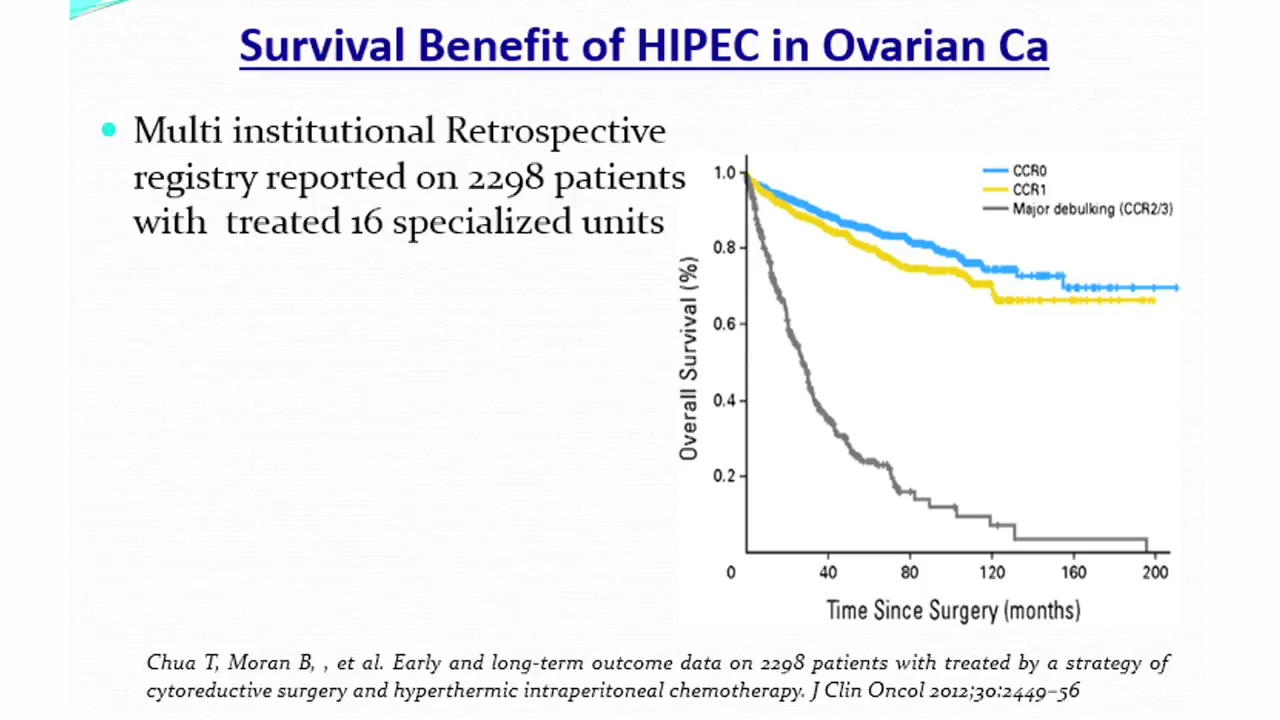 Survival Benefit of HIPEC in Ovarian Ca
Multi institutional Retrospective
registry reported on 2298 patients
with treated 16 specialized units
CCR0
CCR1
Major debulking (CCR2/3)
Overall Survival (%)
1.0
0.8
0.6
0.4
0.2
0 40 80 120 160 200
Time Since Surgery (months)
Chua T, Moran B, , et al. Early and long-term outcome data on 2298 patients with treated by a strategy of
cytoreductive surgery and hyperthermic intraperitoneal chemotherapy. J Clin Oncol 2012;30:2449–56